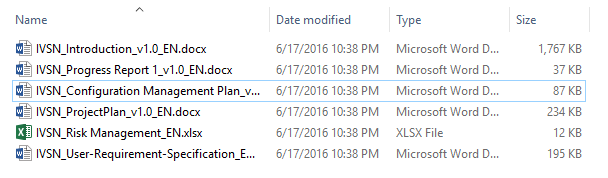 Name Date modified Type Size
IVSN_Introduction_v1.0_EN.docx 6/17/2016 10:38 PM Microsoft Word D... 1,767 KB
IVSN_Progress Report 1_v1.0_EN.docx 6/17/2016 10:38 PM Microsoft Word D... 37 KB
IVSN_Configuration Management Plan_v... 6/17/2016 10:38 PM Microsoft Word D... 87 KB
IVSN_ProjectPlan_v1.0_EN.docx 6/17/2016 10:38 PM Microsoft Word D... 234 KB
IVSN_Risk Management_EN.xlsx 6/17/2016 10:38 PM XLSX File 12 KB
IVSN_User-Requirement-Specification_E... 6/17/2016 10:38 PM Microsoft Word D... 195 KB